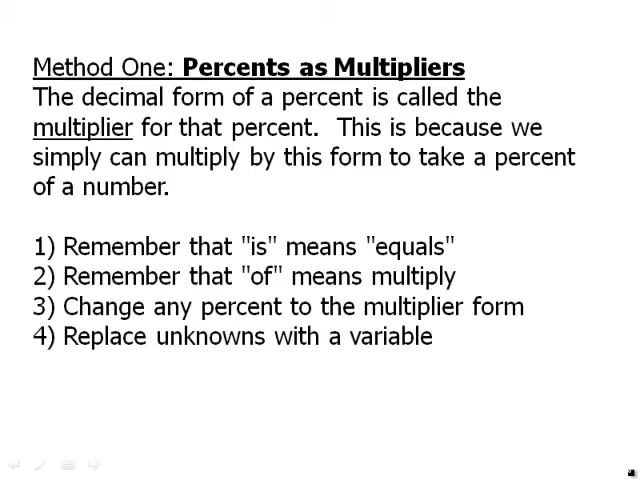 Method One: Percents as Multipliers
The decimal form of a percent is called the
multiplier for that percent.  This is because we
simply can multiply by this form to take a percent
of a number.
1) Remember that "is" means "equals"
2) Remember that "of" means multiply
3) Change any percent to the multiplier form
4) Replace unknowns with a variable